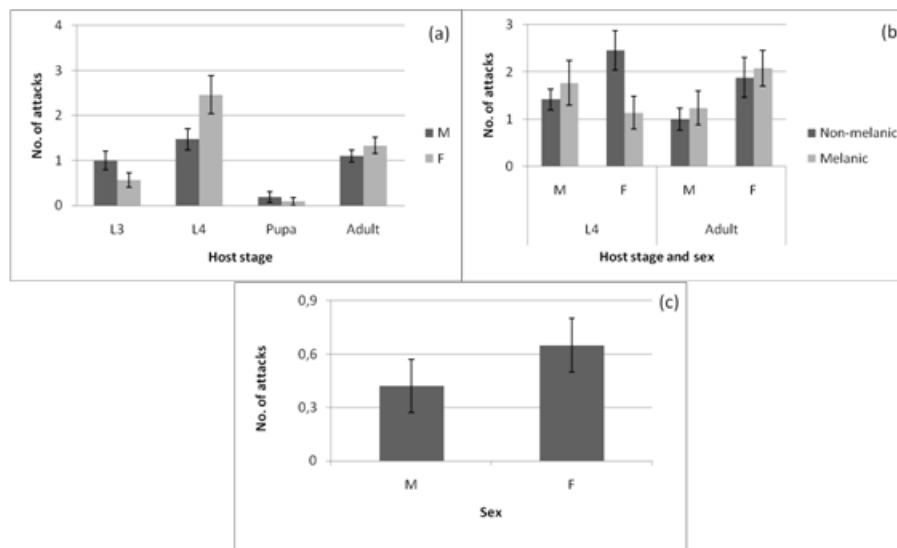 (a)
No. of attacks
4
3
2
1
0
L3 L4 Pupa Adult
Host stage
M
F
(b)
No. of attacks
3
2
1
0
M F M F
L4 Adult
Host stage and sex
Non-melanic
Melanic
(c)
No. of attacks
0,9
0,6
0,3
0
M F
Sex